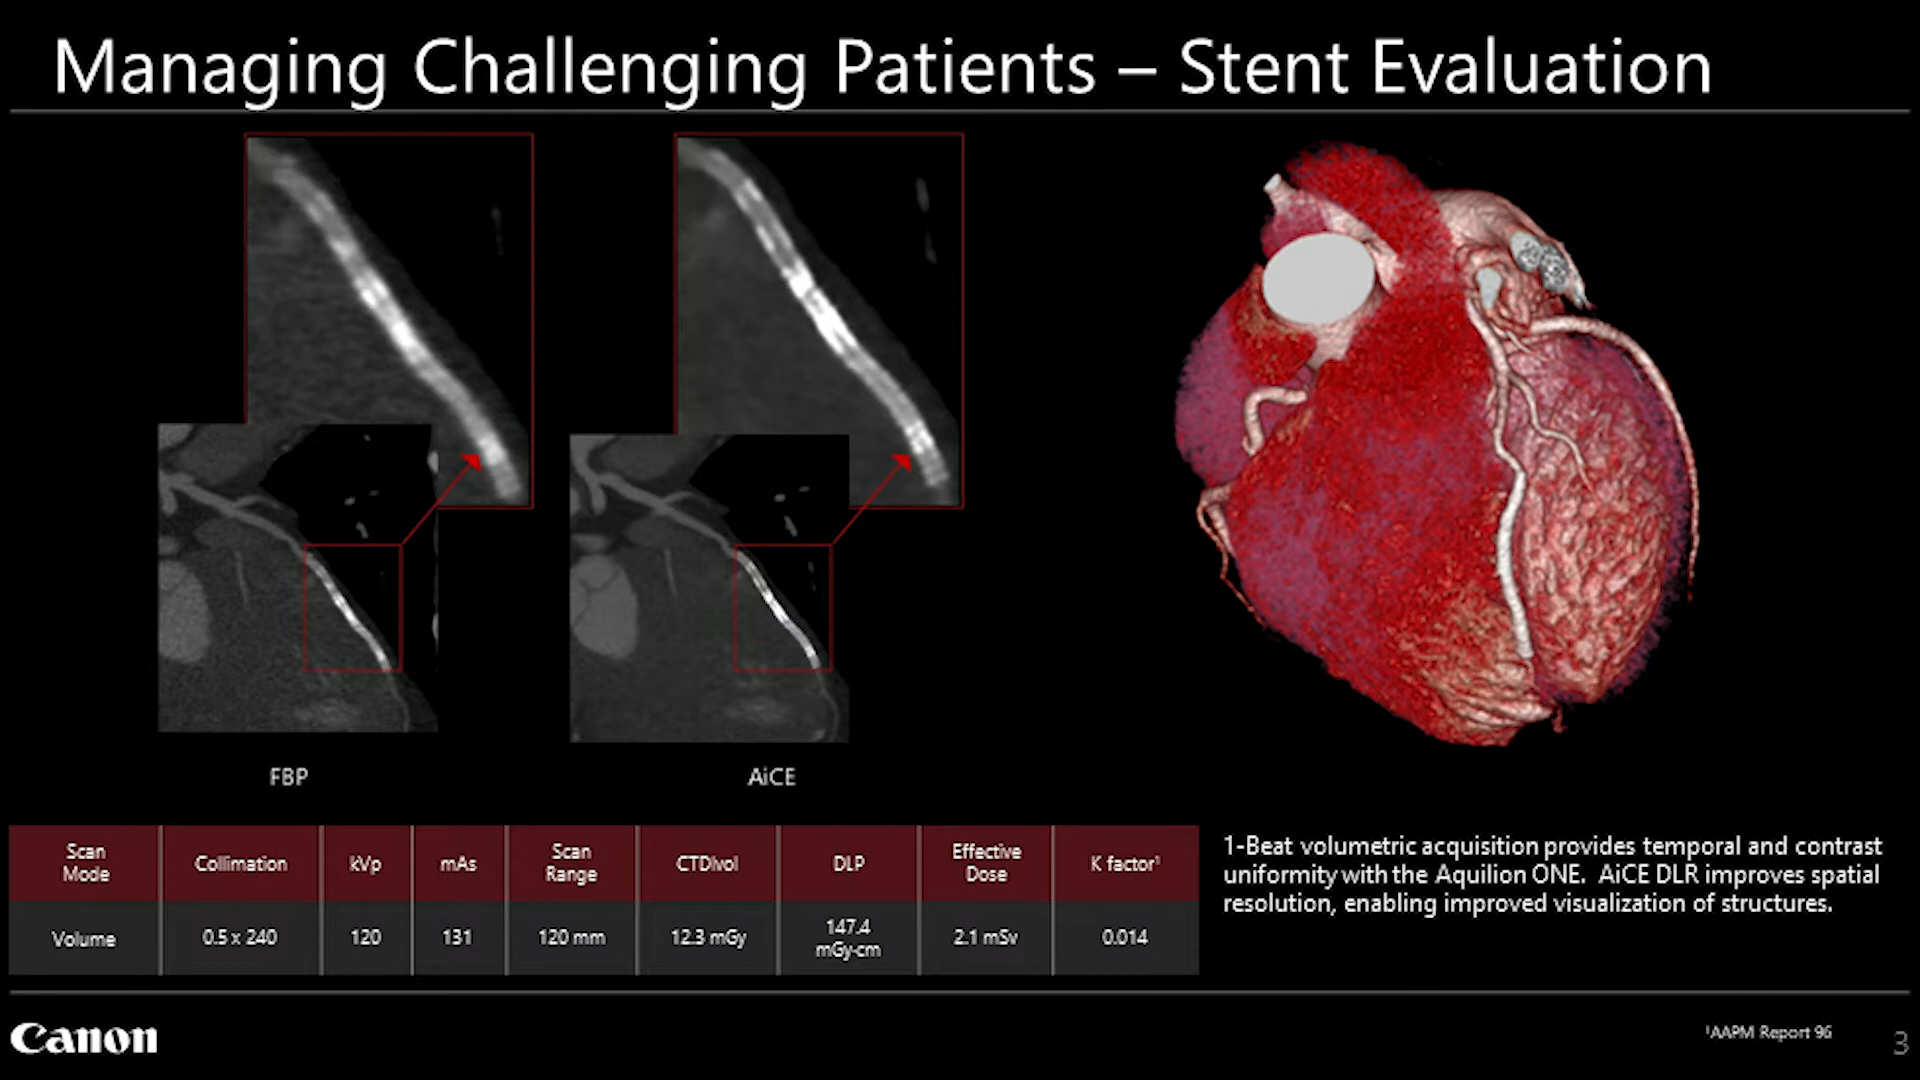 Managing Challenging Patients – Stent Evaluation
FBP
AiCE
Scan Mode
Collimation
kVp
mAs
Scan Range
CTDIvol
DLP
Effective Dose
K factor¹
Volume
0.5 x 240
120
131
120 mm
12.3 mGy
147.4 mGy·cm
2.1 mSv
0.014
1-Beat volumetric acquisition provides temporal and contrast
uniformity with the Aquilion ONE.  AiCE DLR improves spatial
resolution, enabling improved visualization of structures.
Canon
¹AAPM Report 96
3